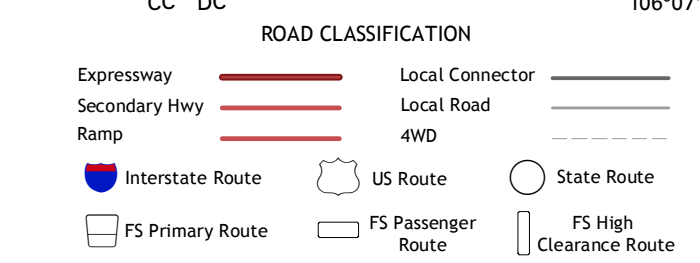 ROAD CLASSIFICATION
Expressway
Local Connector
Secondary Hwy
Local Road
Ramp
4WD
Interstate Route
US Route
State Route
FS Primary Route
FS Passenger
Route
FS High
Clearance Route